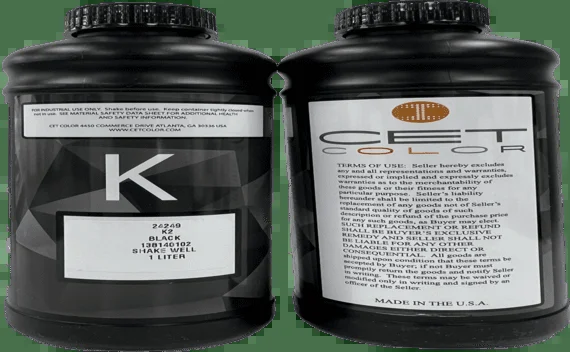 FOR INDUSTRIAL USE ONLY. Shake before use. Keep container tightly closed when
not in use. SEE MATERIAL SAFETY DATA SHEET FOR ADDITIONAL HEALTH
AND SAFETY INFORMATION.
CET COLOR 4450 COMMERCE DRIVE ATLANTA, GA 30336 USA
WWW.CETCOLOR.COM
K
24249
K2
BLACK
138140102
SHAKE WELL
1 LITER
CET
COLOR
TERMS OF USE: Seller hereby excludes
any and all representations and warranties,
expressed or implied and expressly excludes
warranties as to the merchantability of
these goods or their fitness for any
particular purpose. Seller's liability
hereunder shall be limited to the
replacement of any goods not of Seller's
standard quality of goods of such
description or refund of the purchase price
for any such goods, as Buyer may elect.
SUCH REPLACEMENT OR REFUND
SHALL BE BUYER'S EXCLUSIVE
REMEDY AND SELLER SHALL NOT
BE LIABLE FOR ANY OTHER
DAMAGES EITHER DIRECT OR
CONSEQUENTIAL. All goods are
shipped upon condition that these terms be
accepted by Buyer; if not Buyer must
promptly return the goods and notify Seller
in writing. These terms may be waived or
modified only in writing and signed by an
officer of the Seller.
MADE IN THE U.S.A.